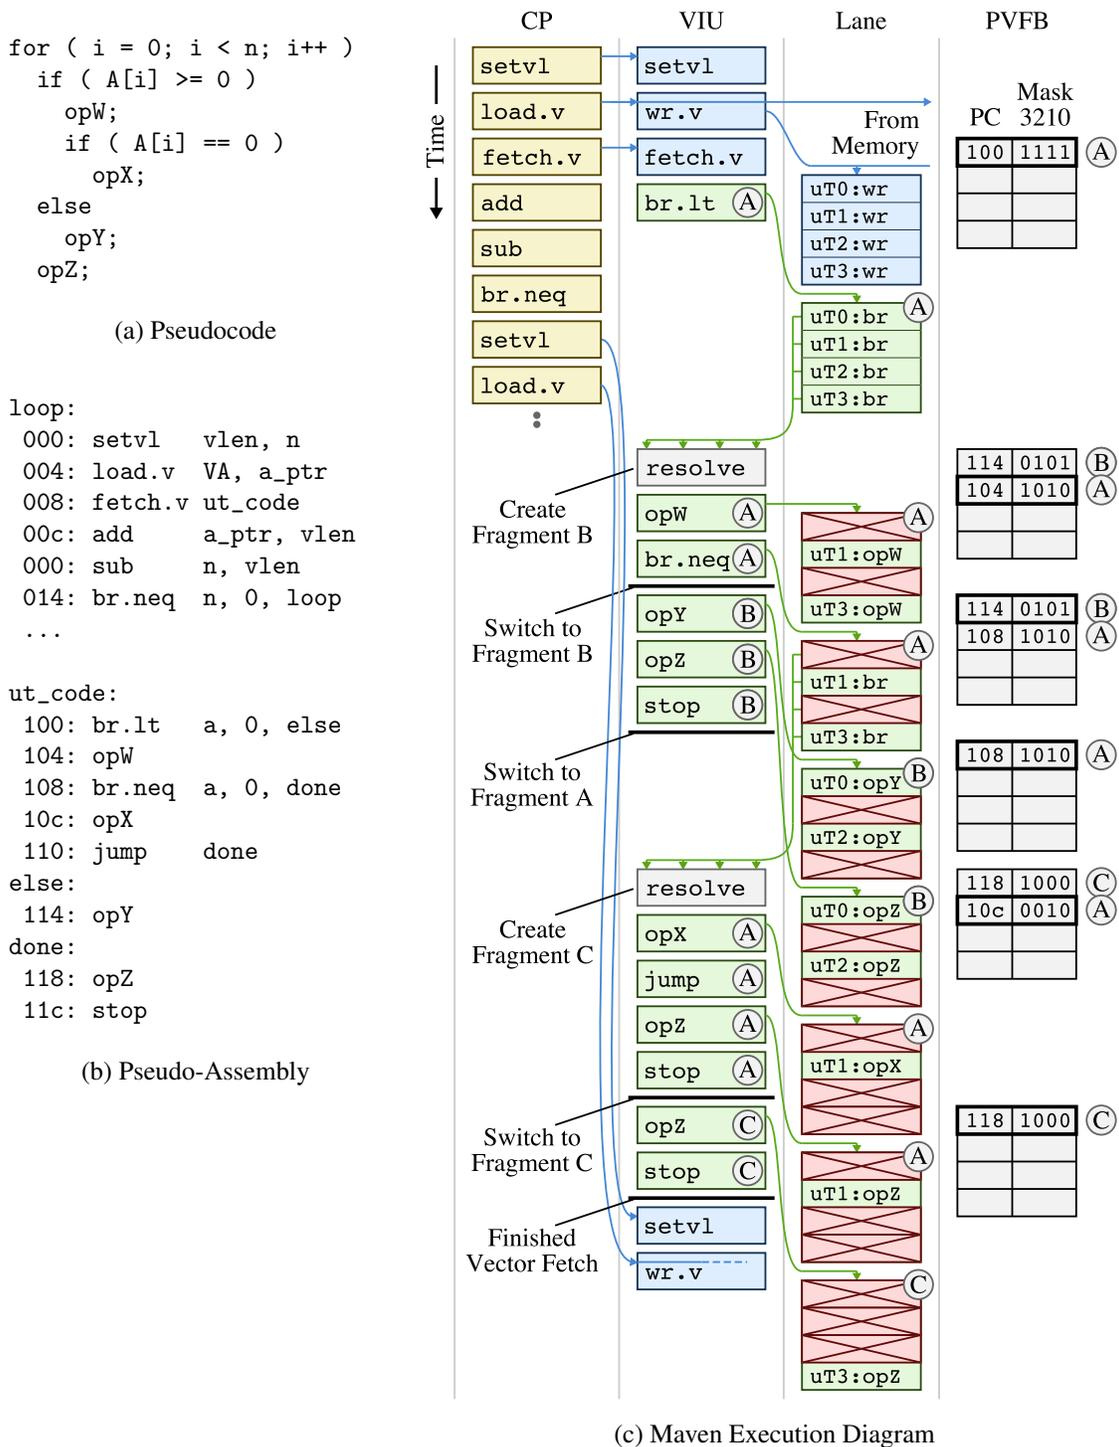 for ( i = 0; i < n; i++ )
if ( A[i] >= 0 )
opW;
if ( A[i] == 0 )
opX;
else
opY;
opZ;
(a) Pseudocode
loop:
000: setvl vlen, n
004: load.v VA, a_ptr
008: fetch.v ut_code
00c: add a_ptr, vlen
000: sub n, vlen
014: br.neq n, 0, loop
...
ut_code:
100: br.lt a, 0, else
104: opW
108: br.neq a, 0, done
10c: opX
110: jump done
else:
114: opY
done:
118: opZ
11c: stop
(b) Pseudo-Assembly
Time
CP
setvl
load.v
fetch.v
add
sub
br.neq
setvl
load.v
VIU
setvl
wr.v
fetch.v
br.lt A
resolve
Create
Fragment B
opW A
br.neq A
Switch to
Fragment B
opY B
opZ B
stop B
Switch to
Fragment A
resolve
Create
Fragment C
opX A
jump A
opZ A
stop A
Switch to
Fragment C
opZ C
stop C
Finished
Vector Fetch
setvl
wr.v
Lane
From
Memory
uT0:wr
uT1:wr
uT2:wr
uT3:wr
A
uT0:br
uT1:br
uT2:br
uT3:br
A
uT1:opW
uT3:opW
A
uT1:br
uT3:br
B
uT0:opY
uT2:opY
B
uT0:opZ
uT2:opZ
A
uT1:opX
A
uT1:opZ
C
uT3:opZ
PVFB
Mask
PC 3210
100 1111 A
114 0101 B
104 1010 A
114 0101 B
108 1010 A
108 1010 A
118 1000 C
10c 0010 A
118 1000 C
(c) Maven Execution Diagram